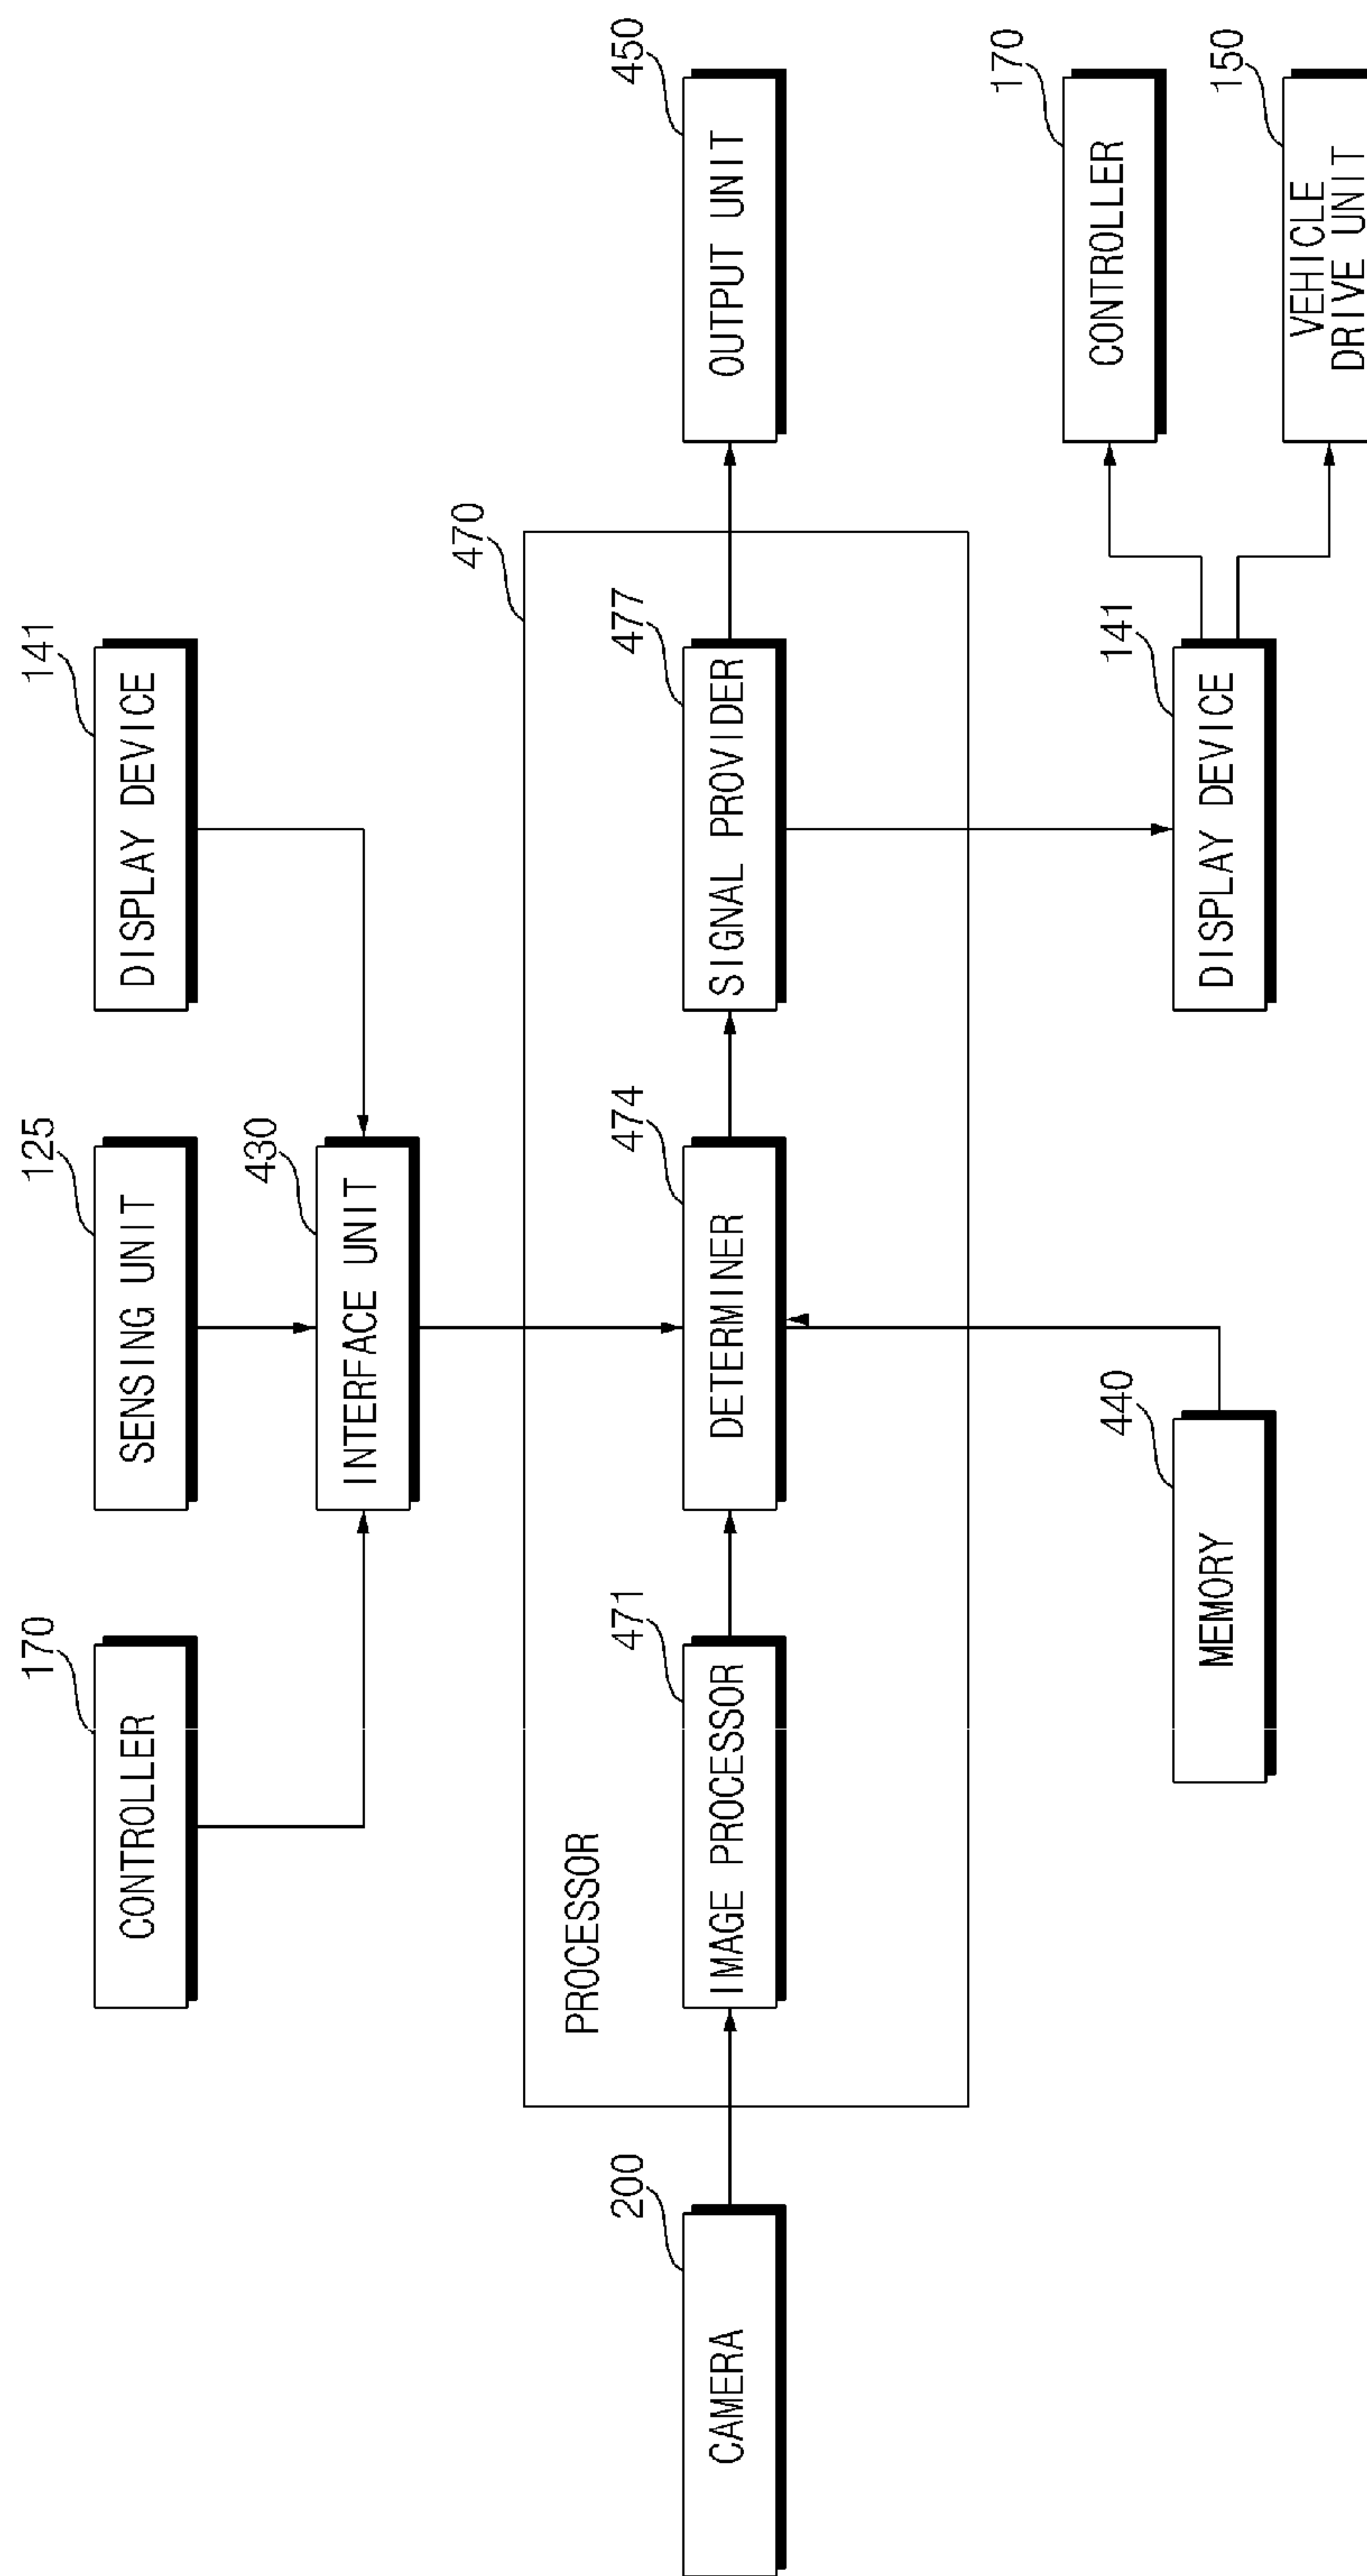 170
125
141
CONTROLLER
SENSING UNIT
DISPLAY DEVICE
430
INTERFACE UNIT
470
PROCESSOR
200
471
474
477
450
CAMERA
IMAGE PROCESSOR
DETERMINER
SIGNAL PROVIDER
OUTPUT UNIT
170
CONTROLLER
440
141
MEMORY
DISPLAY DEVICE
150
VEHICLE
DRIVE UNIT